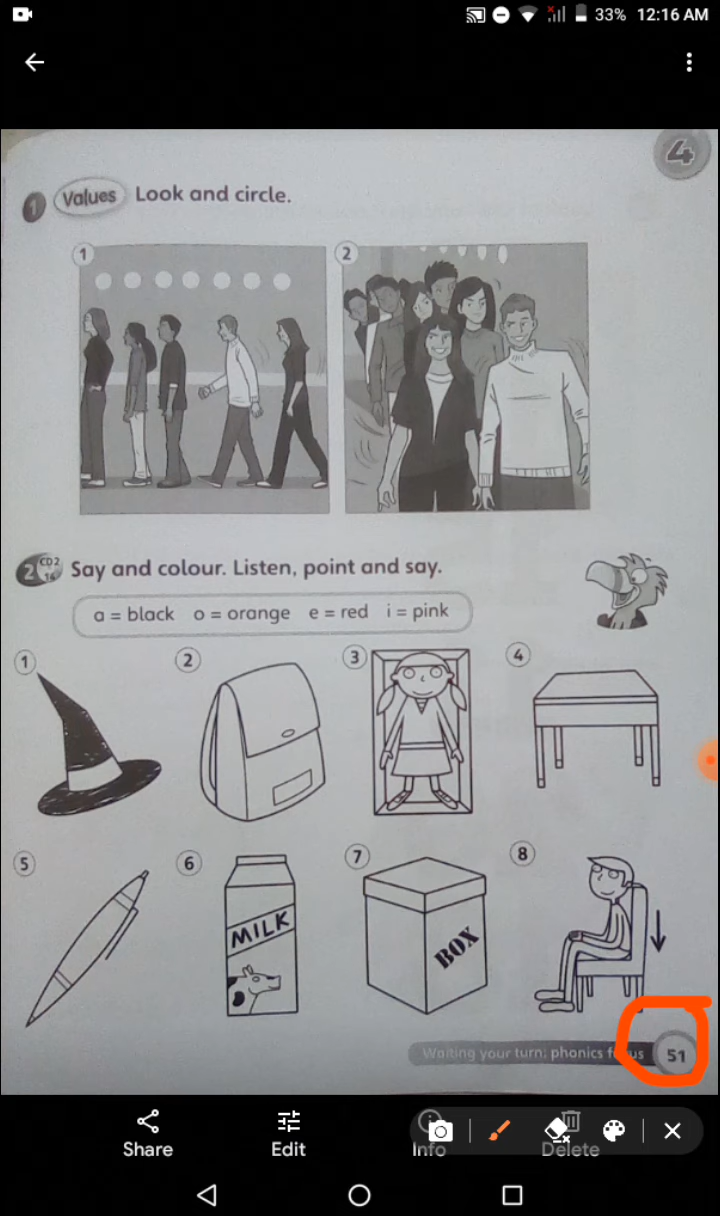 33% 12:16 AM
4
1 Values Look and circle.
1
2
2 CD2 16 Say and colour. Listen, point and say.
a = black o = orange e = red i = pink
1
2
3
4
5
6
7
8
MILK
BOX
Waiting your turn; phonics f us
51
Share
Edit
Info
Delete